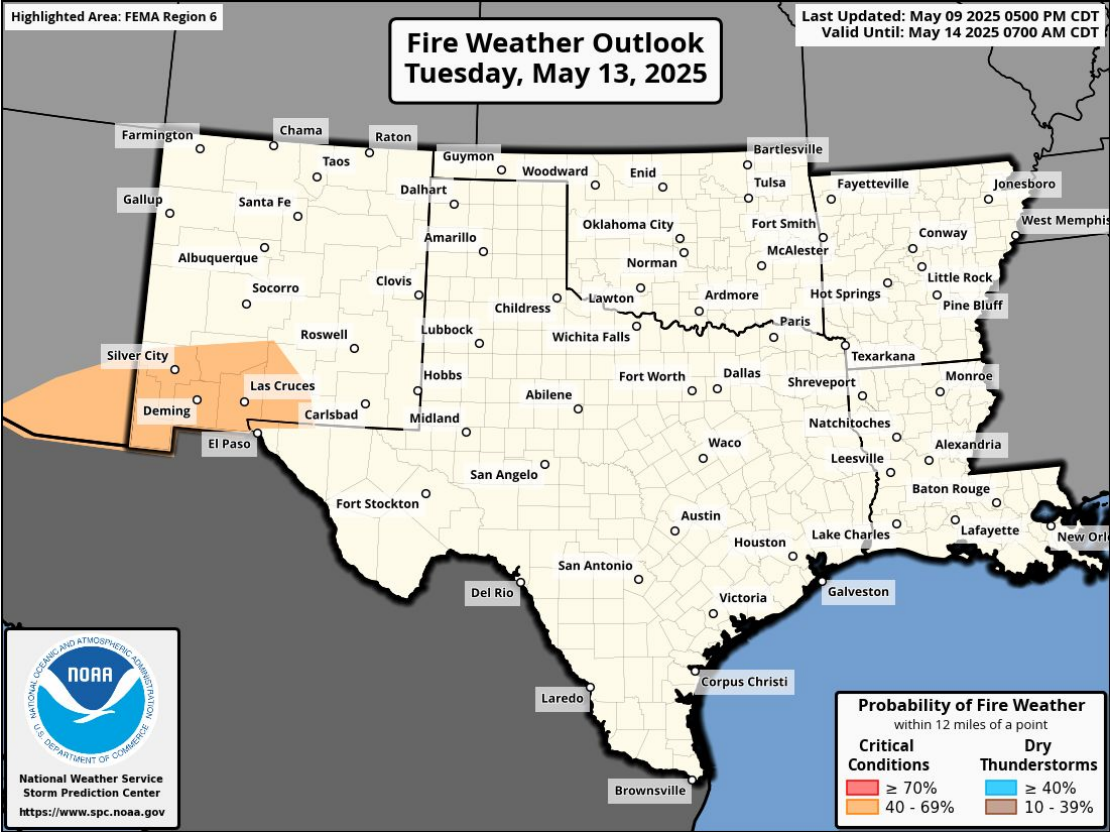 Highlighted Area: FEMA Region 6
Last Updated: May 09 2025 0500 PM CDT
Valid Until: May 14 2025 0700 AM CDT
Fire Weather Outlook
Tuesday, May 13, 2025
Farmington
Chama
Raton
Taos
Guymon
Woodward
Enid
Bartlesville
Tulsa
Fayetteville
Jonesboro
Gallup
Santa Fe
Dalhart
West Memphis
Albuquerque
Amarillo
Oklahoma City
Fort Smith
Conway
Norman
McAlester
Socorro
Clovis
Little Rock
Childress
Lawton
Ardmore
Hot Springs
Pine Bluff
Roswell
Lubbock
Wichita Falls
Paris
Silver City
Texarkana
Las Cruces
Hobbs
Fort Worth
Dallas
Shreveport
Monroe
Deming
Carlsbad
Midland
Abilene
Natchitoches
El Paso
Waco
Alexandria
San Angelo
Leesville
Fort Stockton
Baton Rouge
Austin
Houston
Lake Charles
Lafayette
New Orl
San Antonio
Del Rio
Victoria
Galveston
Laredo
Corpus Christi
Brownsville
NATIONAL OCEANIC AND ATMOSPHERIC ADMINISTRATION
NOAA
U.S. DEPARTMENT OF COMMERCE
National Weather Service
Storm Prediction Center
https://www.spc.noaa.gov
Probability of Fire Weather
within 12 miles of a point
Critical Conditions
≥ 70%
40 - 69%
Dry Thunderstorms
≥ 40%
10 - 39%